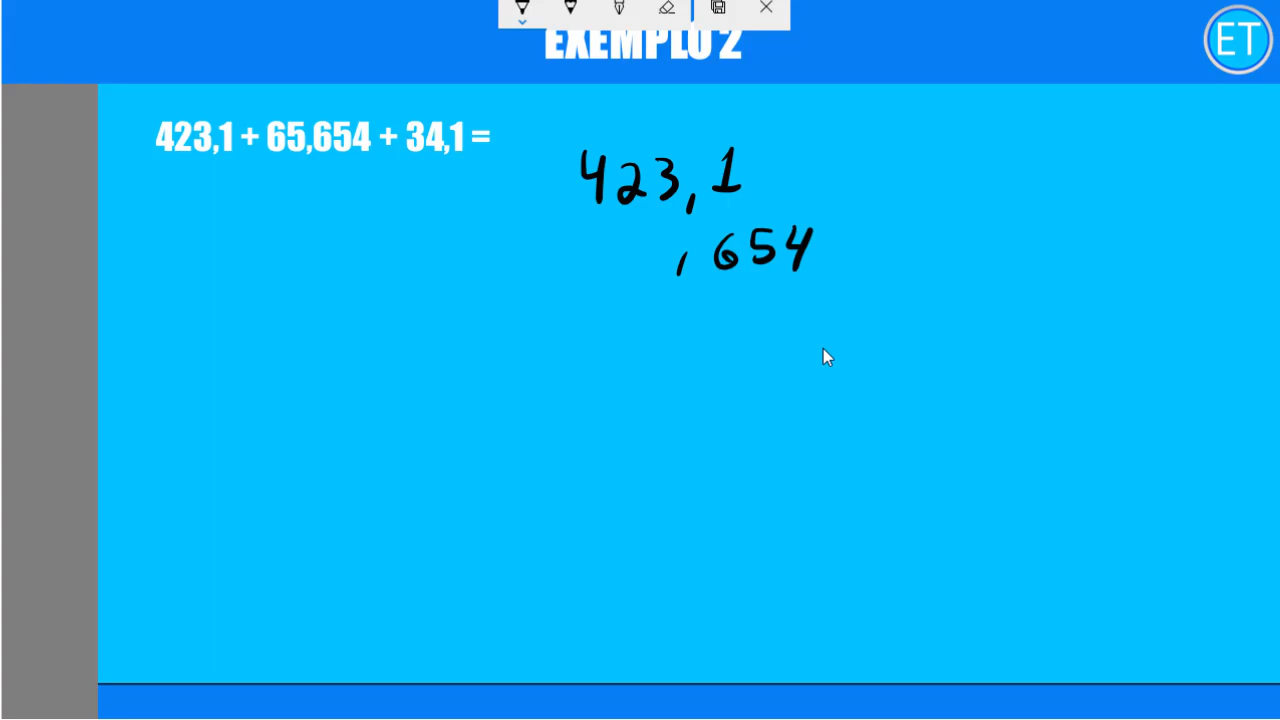 EXEMPLO 2
ET
423,1 + 65,654 + 34,1 =
423,1
,654